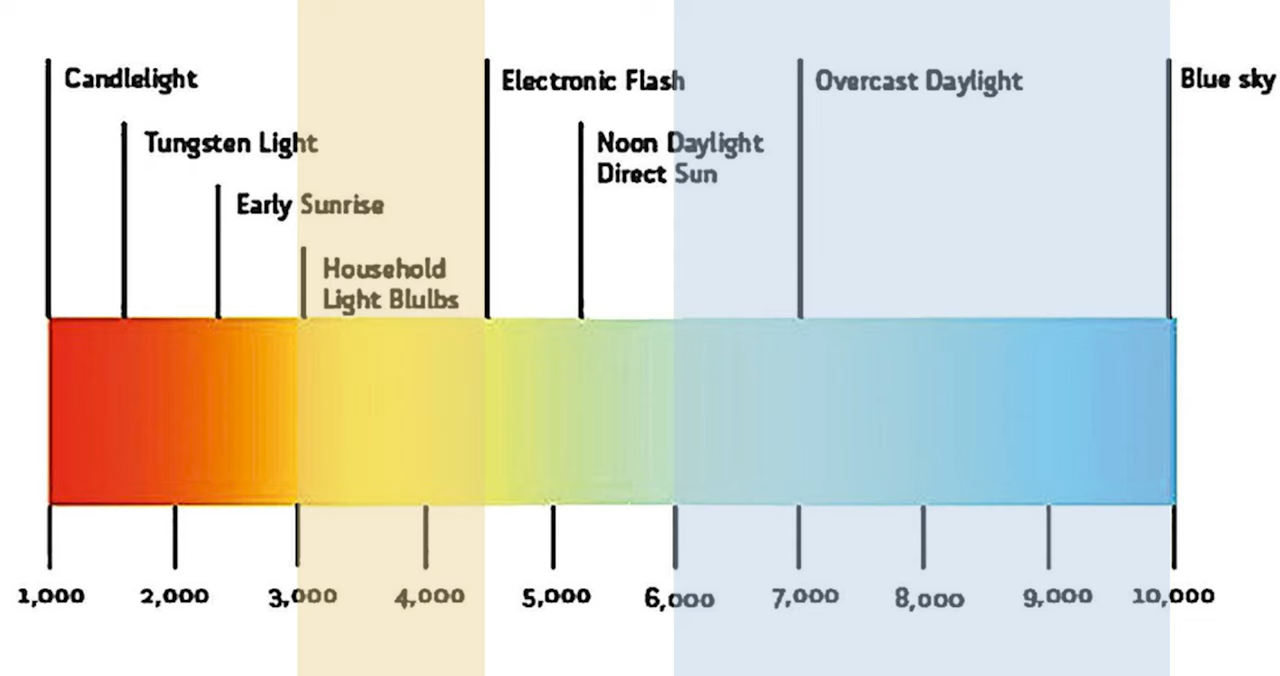 Candlelight
Electronic Flash
Overcast Daylight
Blue sky
Tungsten Light
Noon Daylight
Direct Sun
Early Sunrise
Household
Light Blulbs
1,000 2,000 3,000 4,000 5,000 6,000 7,000 8,000 9,000 10,000